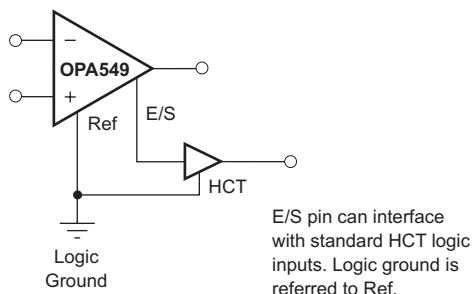 −
OPA549
+
Ref
E/S
HCT
Logic
Ground
E/S pin can interface
with standard HCT logic
inputs. Logic ground is
referred to Ref.